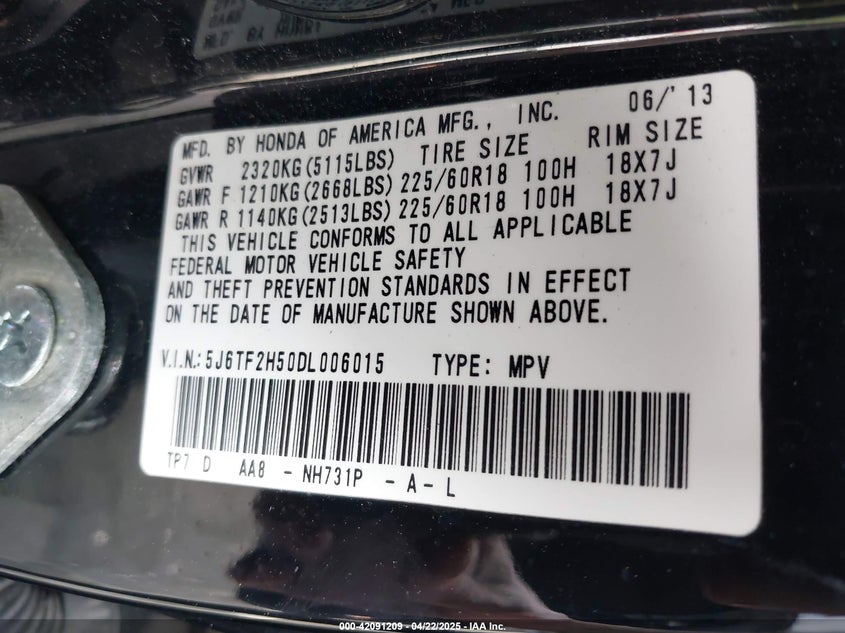 MFD. BY HONDA OF AMERICA MFG., INC. 06/'13
GVWR 2320KG(5115LBS) TIRE SIZE RIM SIZE
GAWR F 1210KG(2668LBS) 225/60R18 100H 18X7J
GAWR R 1140KG(2513LBS) 225/60R18 100H 18X7J
THIS VEHICLE CONFORMS TO ALL APPLICABLE
FEDERAL MOTOR VEHICLE SAFETY
AND THEFT PREVENTION STANDARDS IN EFFECT
ON THE DATE OF MANUFACTURE SHOWN ABOVE.
V.I.N.:5J6TF2H50DL006015 TYPE: MPV
TP7 D AA8 - NH731P - A - L
000-42091209 - 04/22/2025 - IAA Inc.